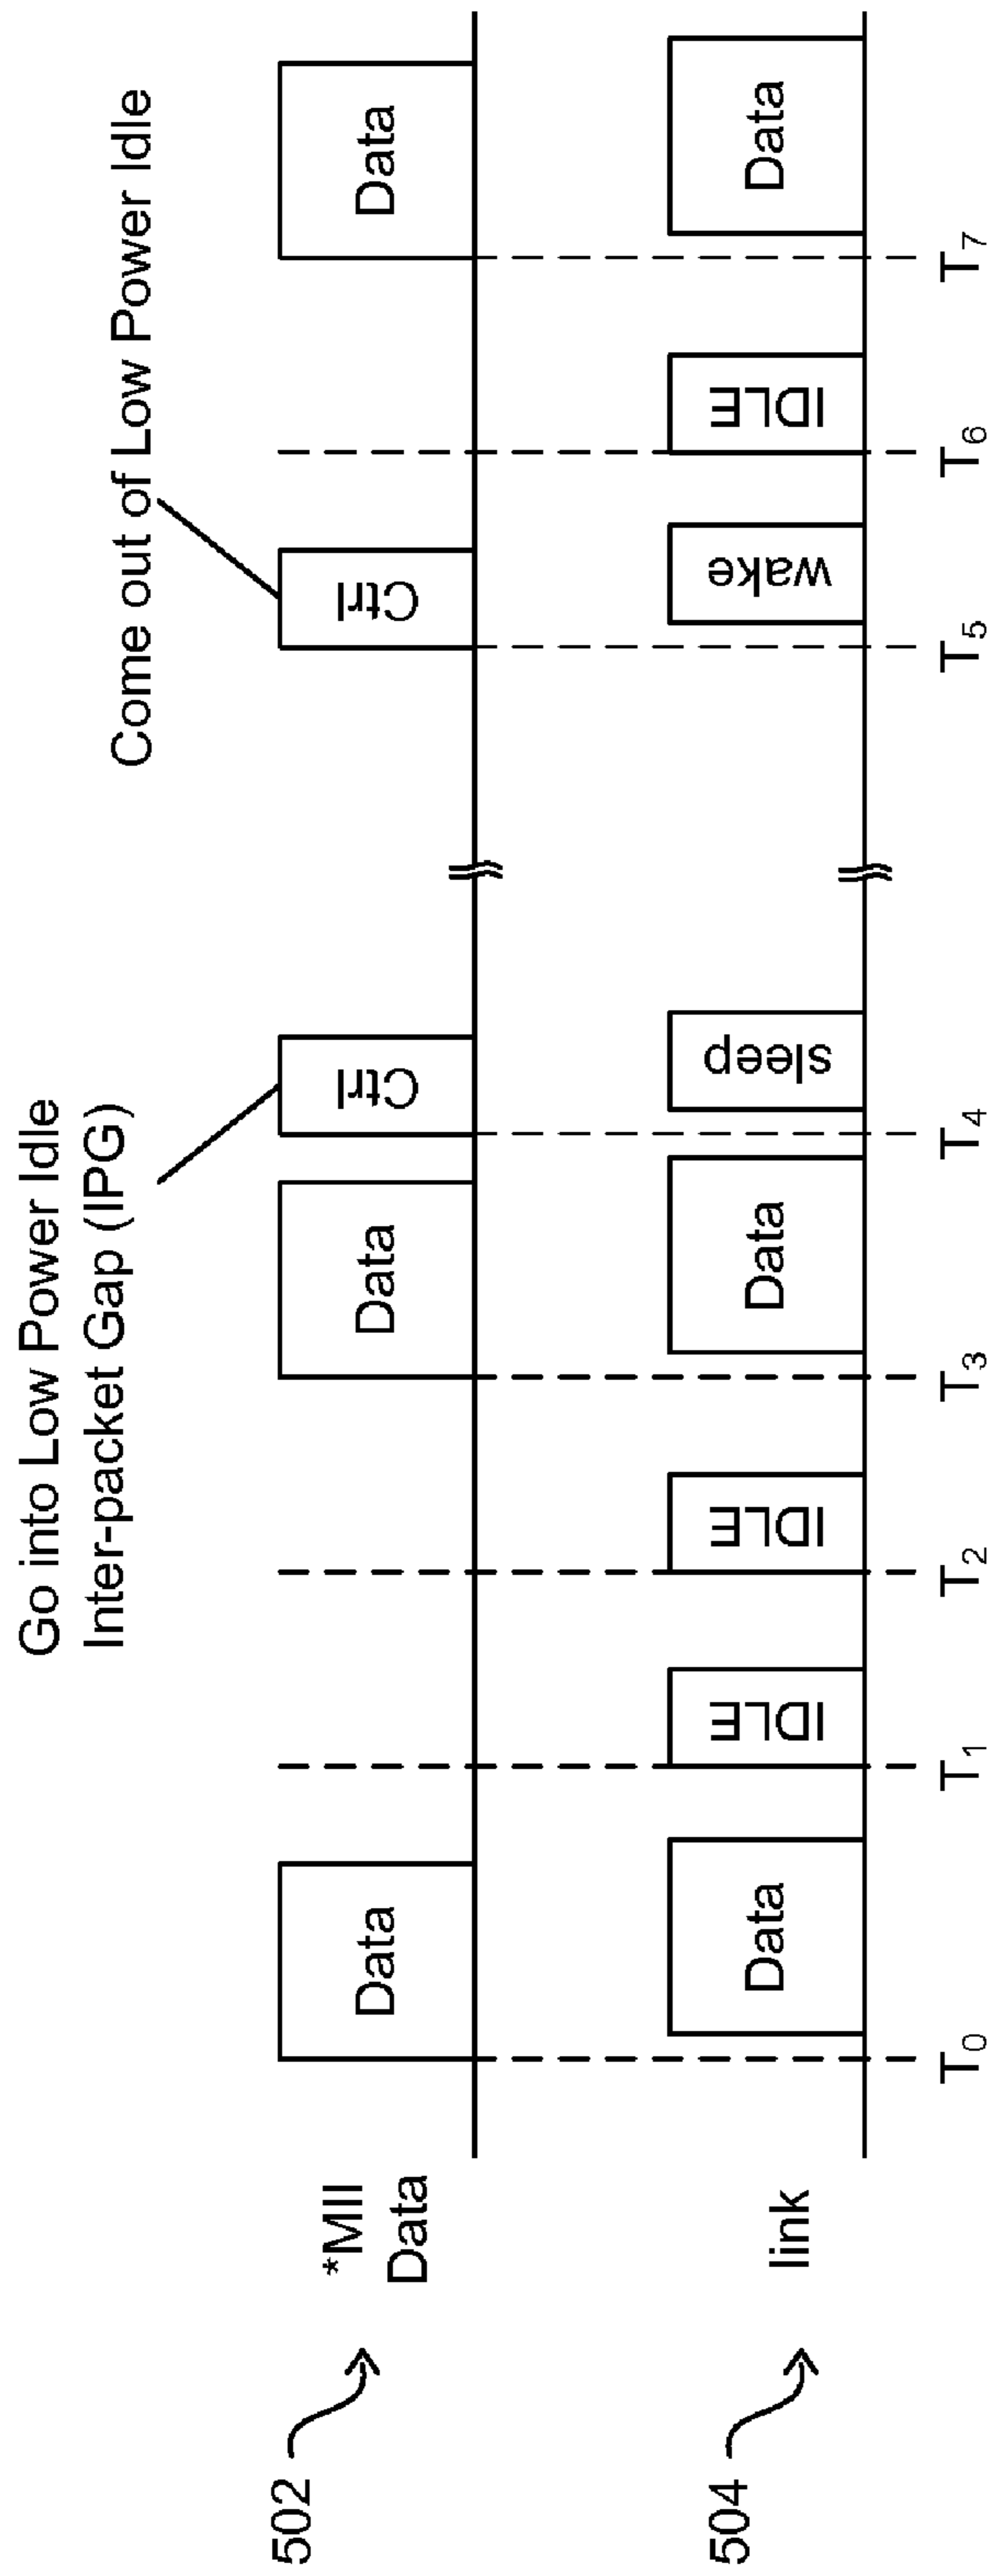 Go into Low Power Idle
Inter-packet Gap (IPG)
Come out of Low Power Idle
502
*MII
Data
Data
Data
Ctrl
Ctrl
Data
504
link
Data
IDLE
IDLE
Data
sleep
wake
IDLE
Data
T0
T1
T2
T3
T4
T5
T6
T7